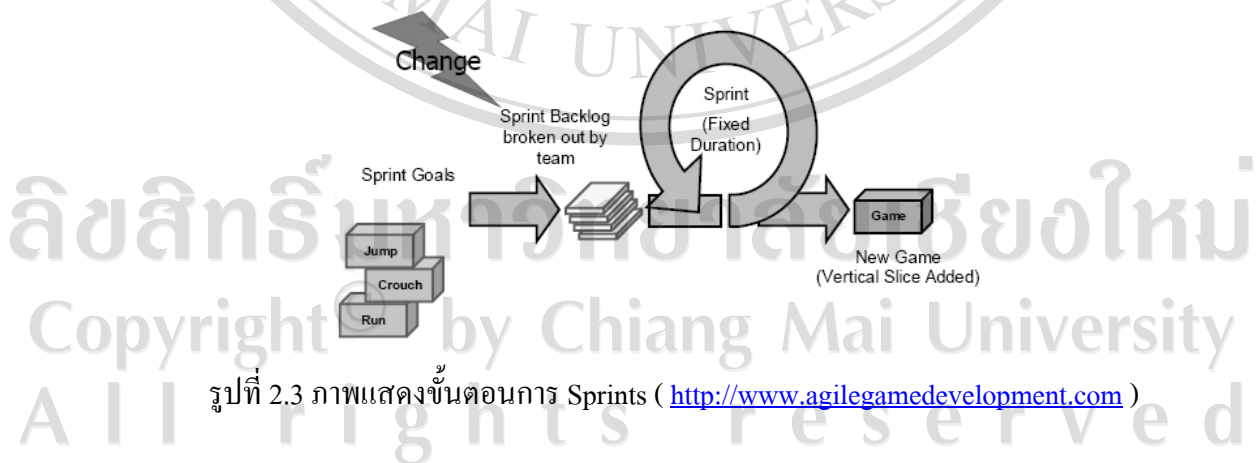 MAI UNIVERS
Change
Sprint Backlog
broken out by
team
Sprint
(Fixed
Duration)
Sprint Goals
Jump
Crouch
Run
Game
New Game
(Vertical Slice Added)
ลิขสิทธิ์มหาวิทยาลัยเชียงใหม่
Copyright© by Chiang Mai University
รูปที่ 2.3 ภาพแสดงขั้นตอนการ Sprints ( http://www.agilegamedevelopment.com )
All rights reserved